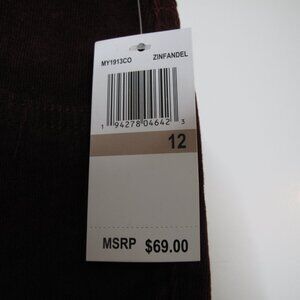 MY1913CO ZINFANDEL
1 94278 04642 3
12
MSRP $69.00